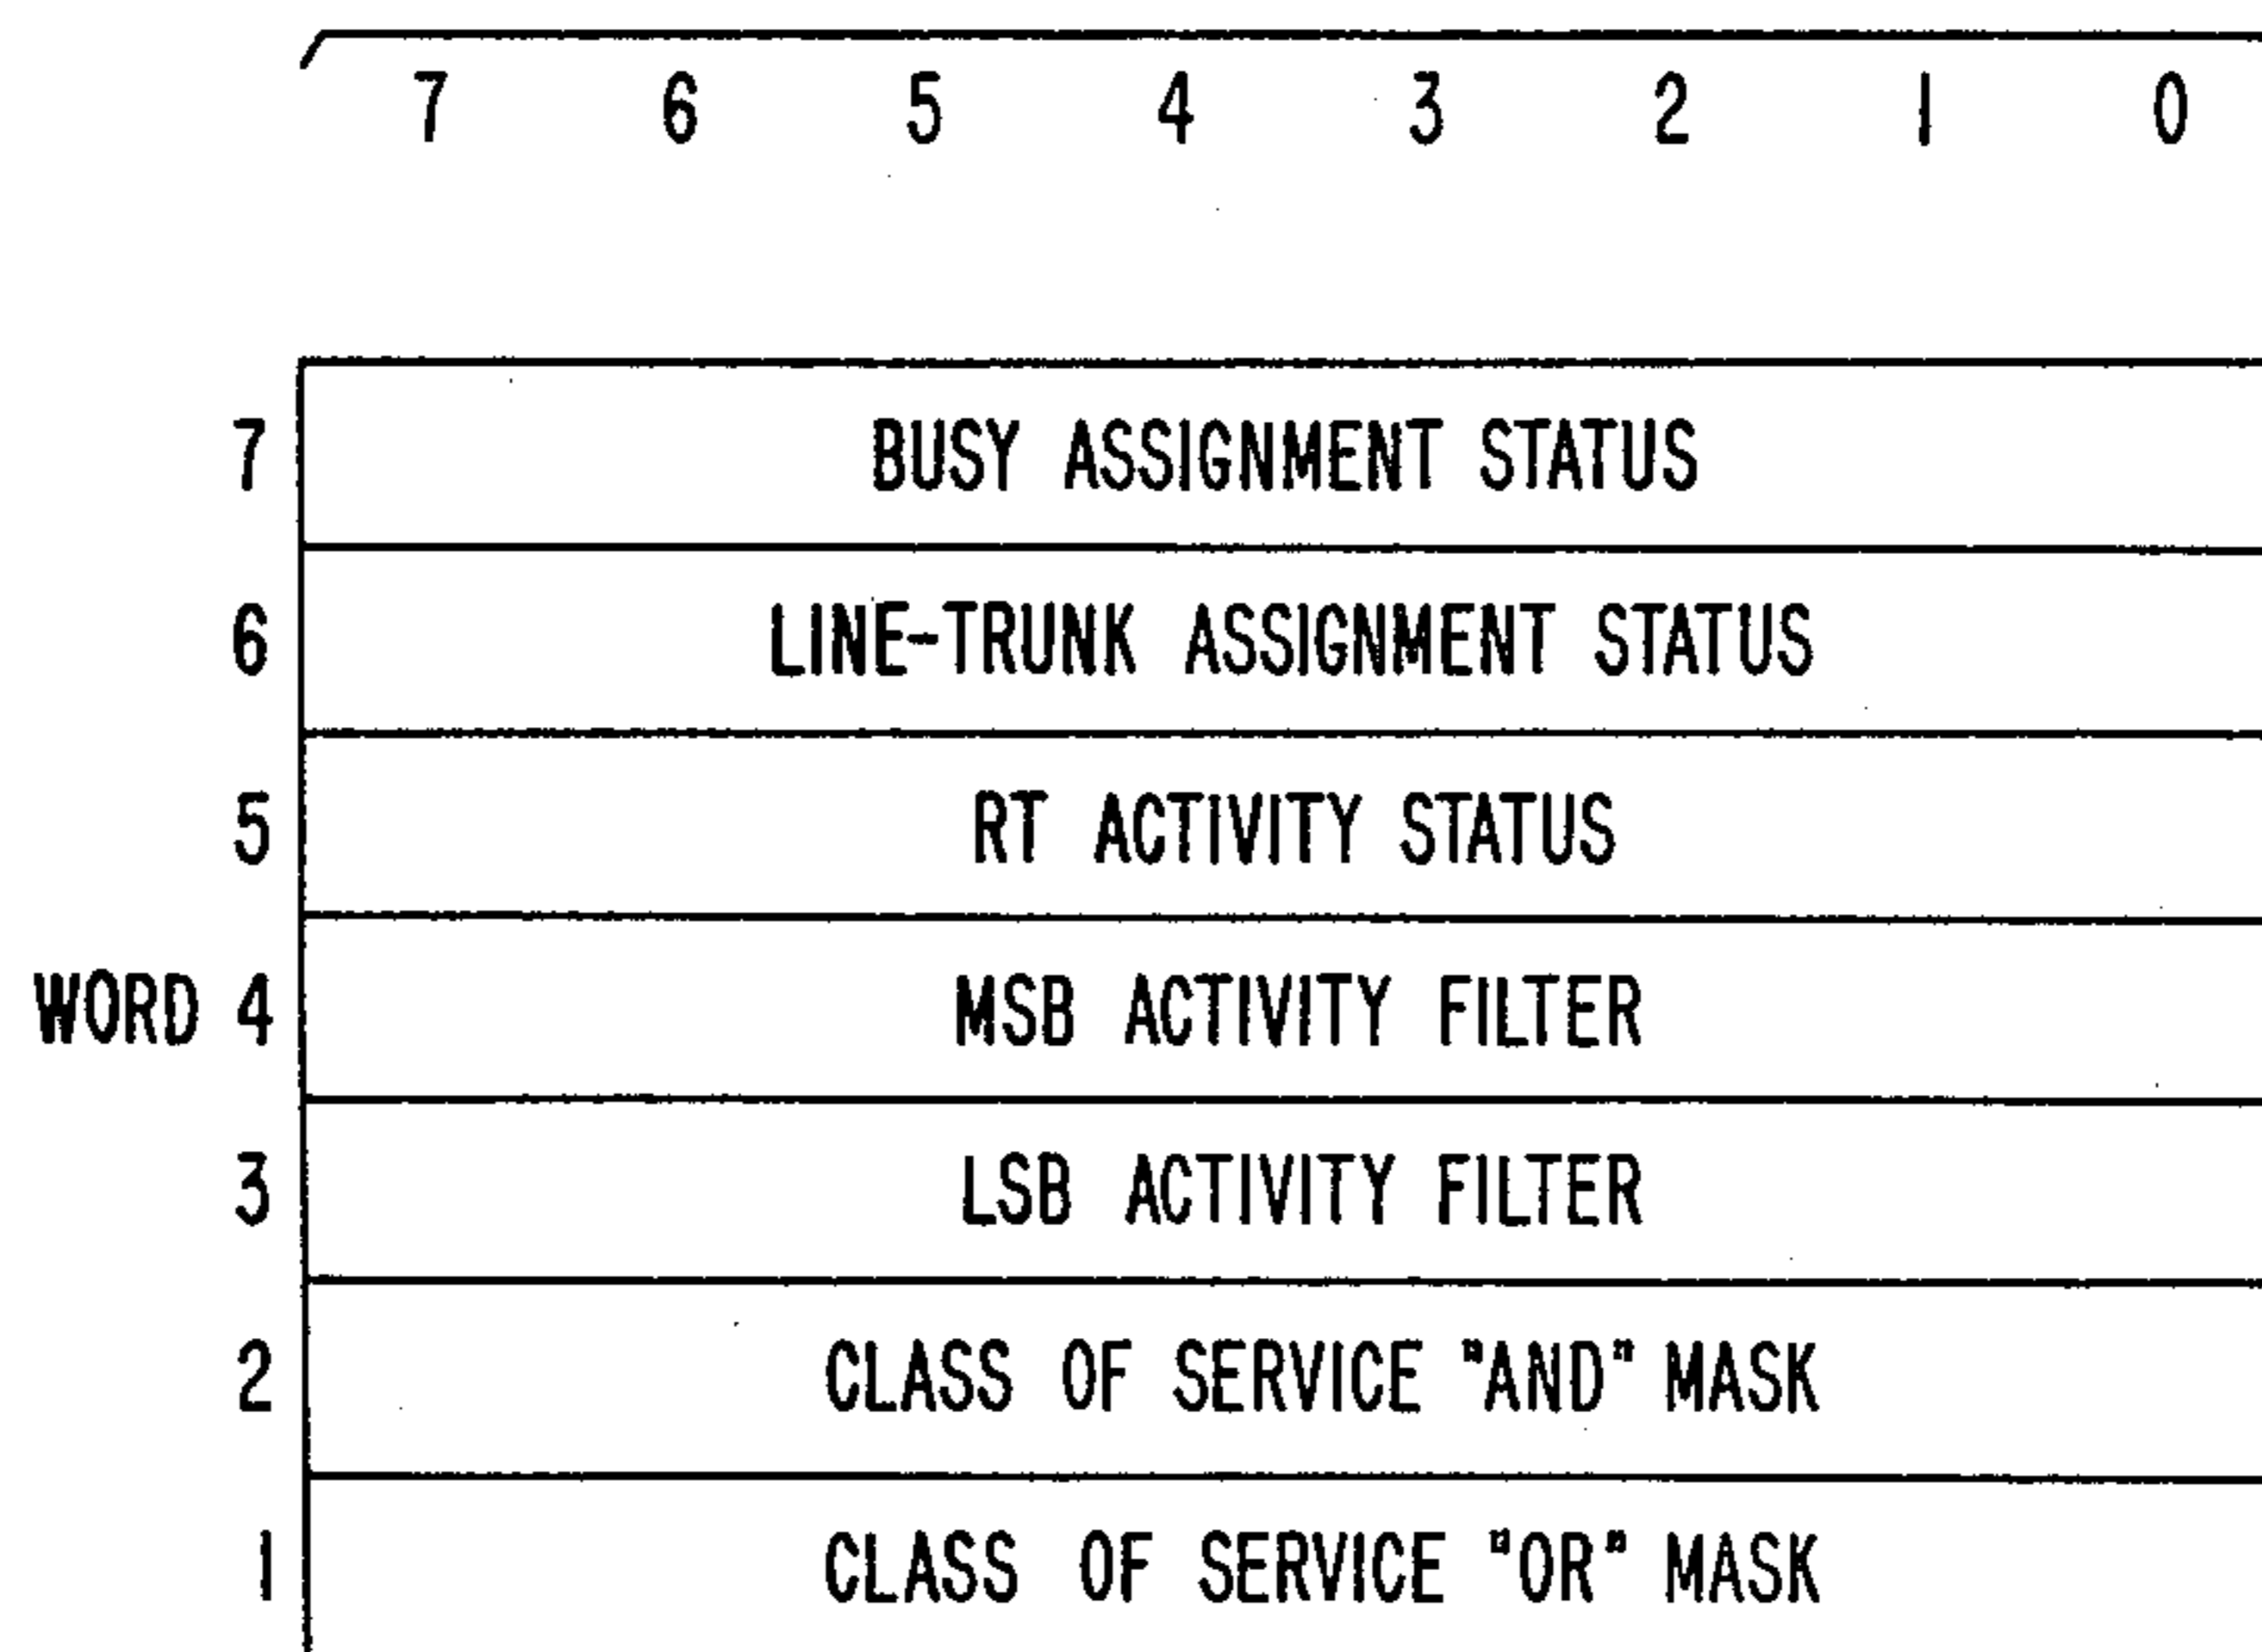 7 6 5 4 3 2 1 0
7 BUSY ASSIGNMENT STATUS
6 LINE-TRUNK ASSIGNMENT STATUS
5 RT ACTIVITY STATUS
WORD 4 MSB ACTIVITY FILTER
3 LSB ACTIVITY FILTER
2 CLASS OF SERVICE "AND" MASK
1 CLASS OF SERVICE "OR" MASK